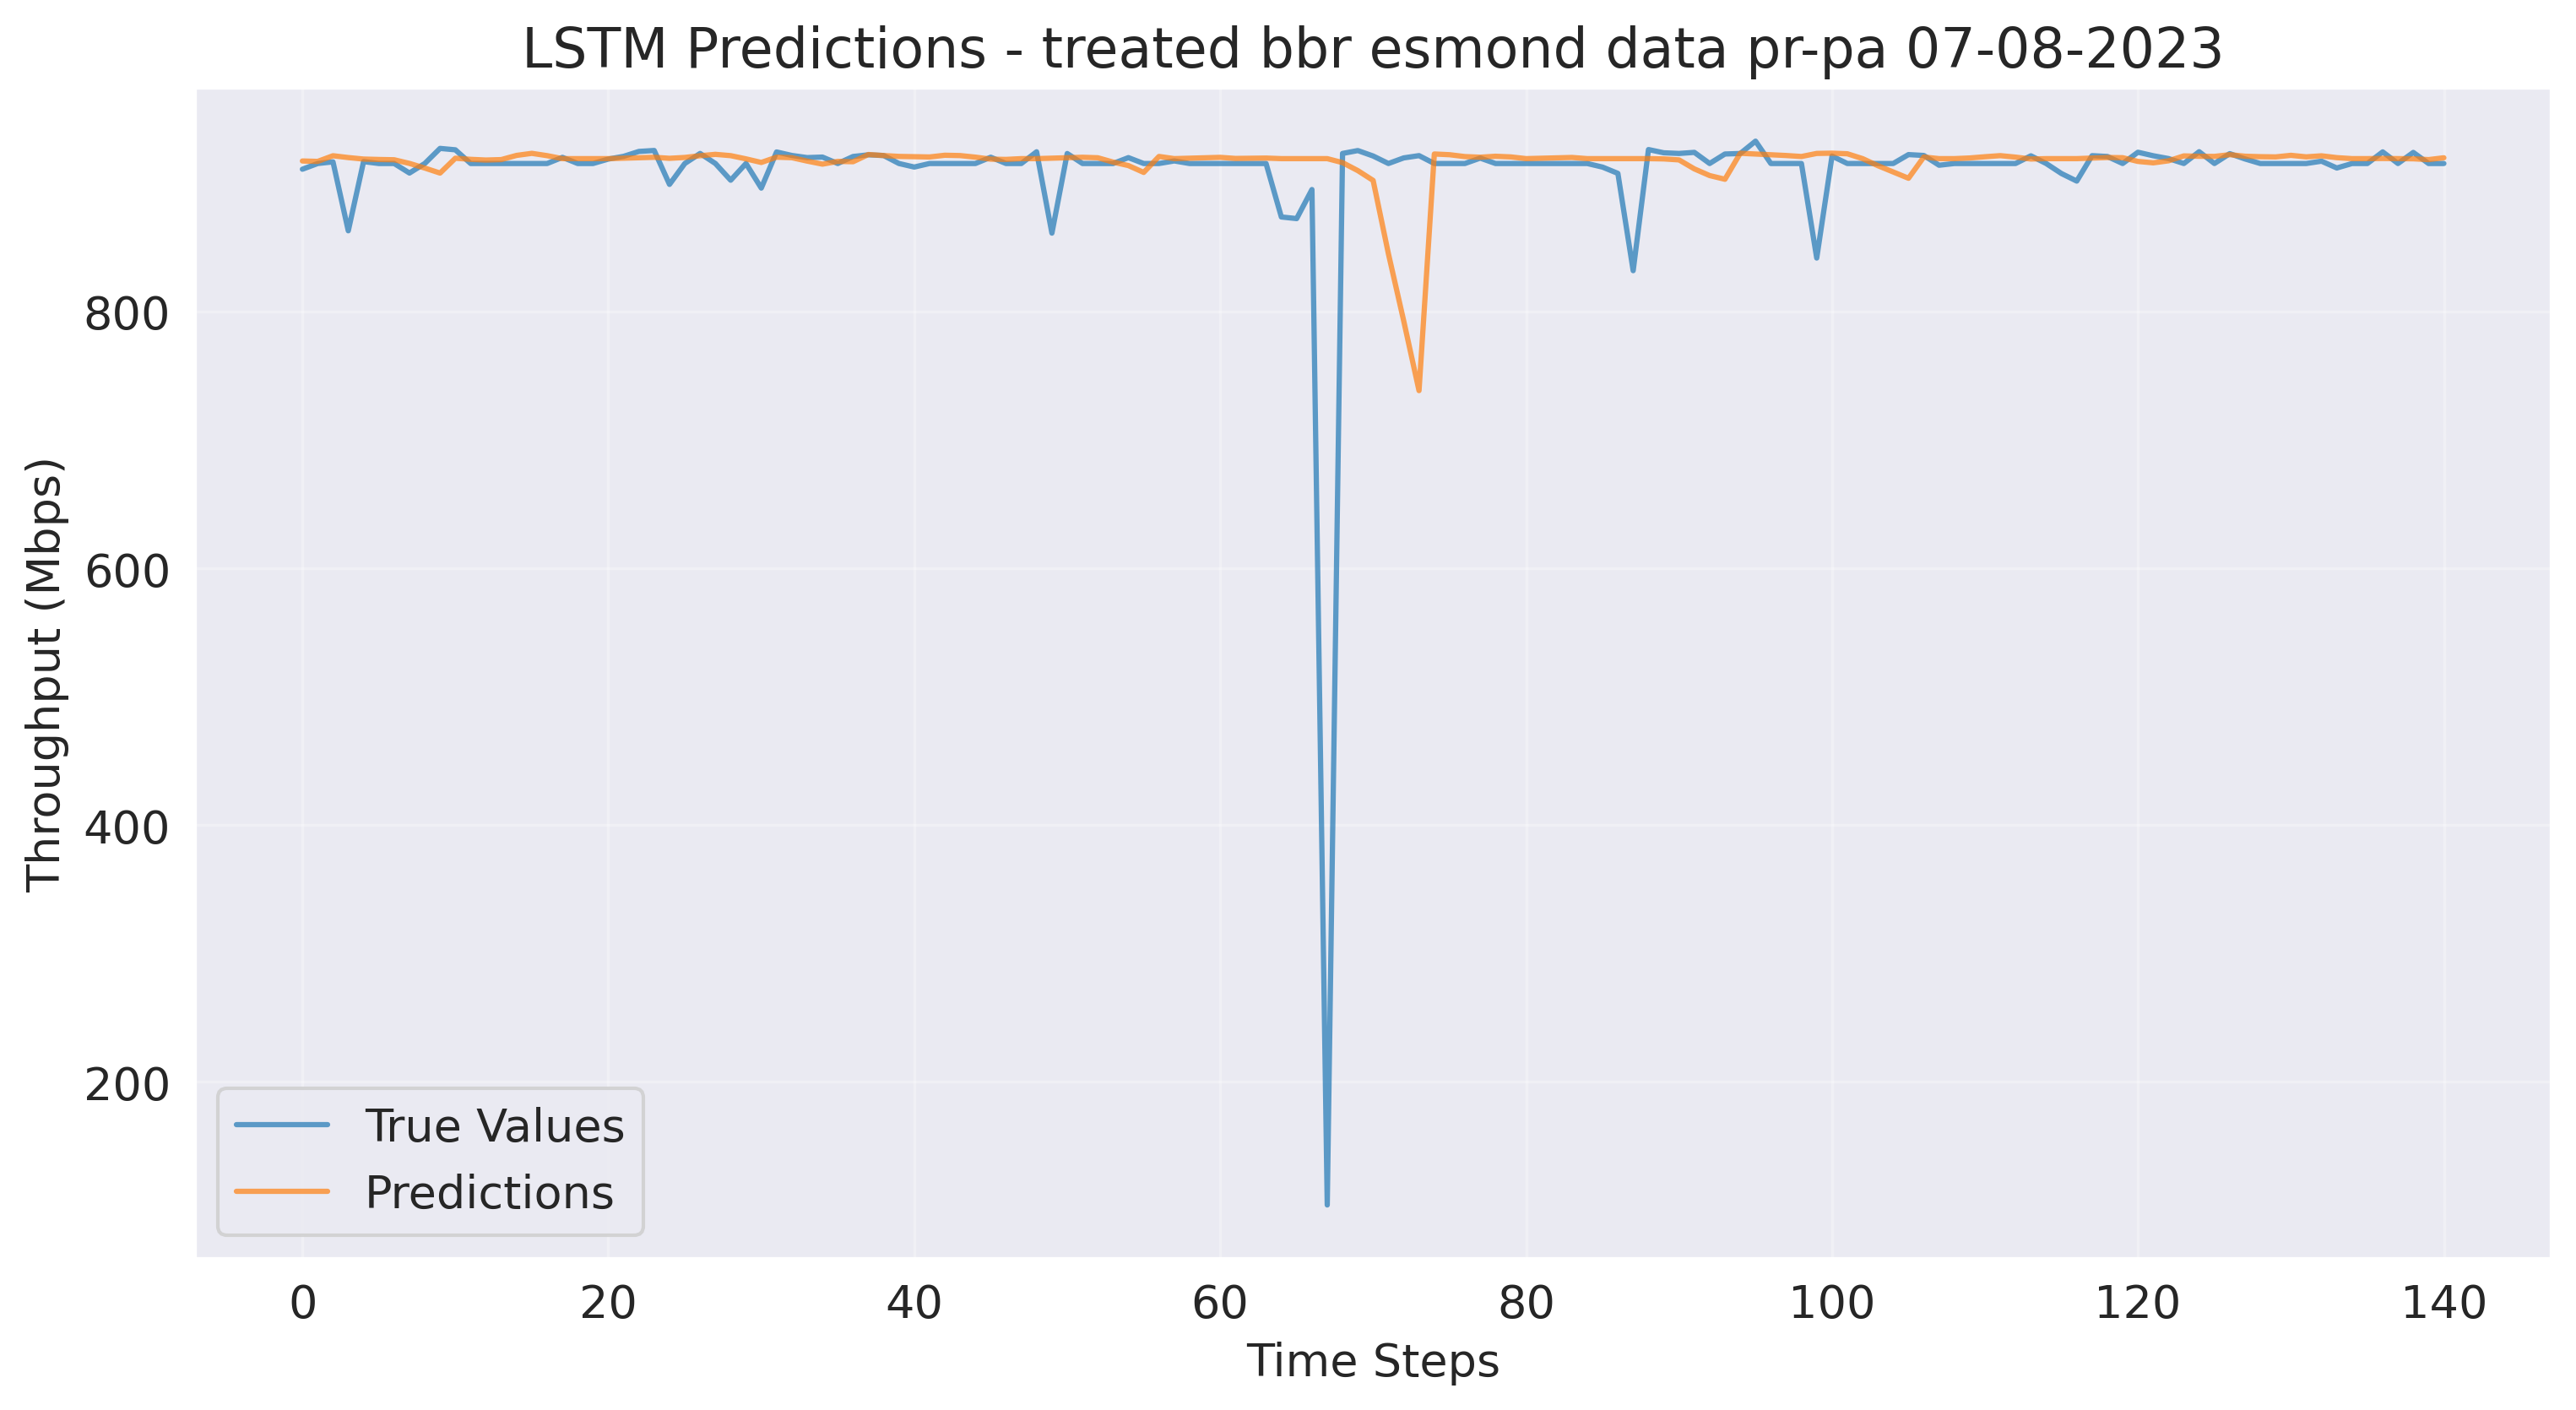 LSTM Predictions - treated bbr esmond data pr-pa 07-08-2023
Throughput (Mbps)
800
600
400
200
True Values
Predictions
0 20 40 60 80 100 120 140
Time Steps